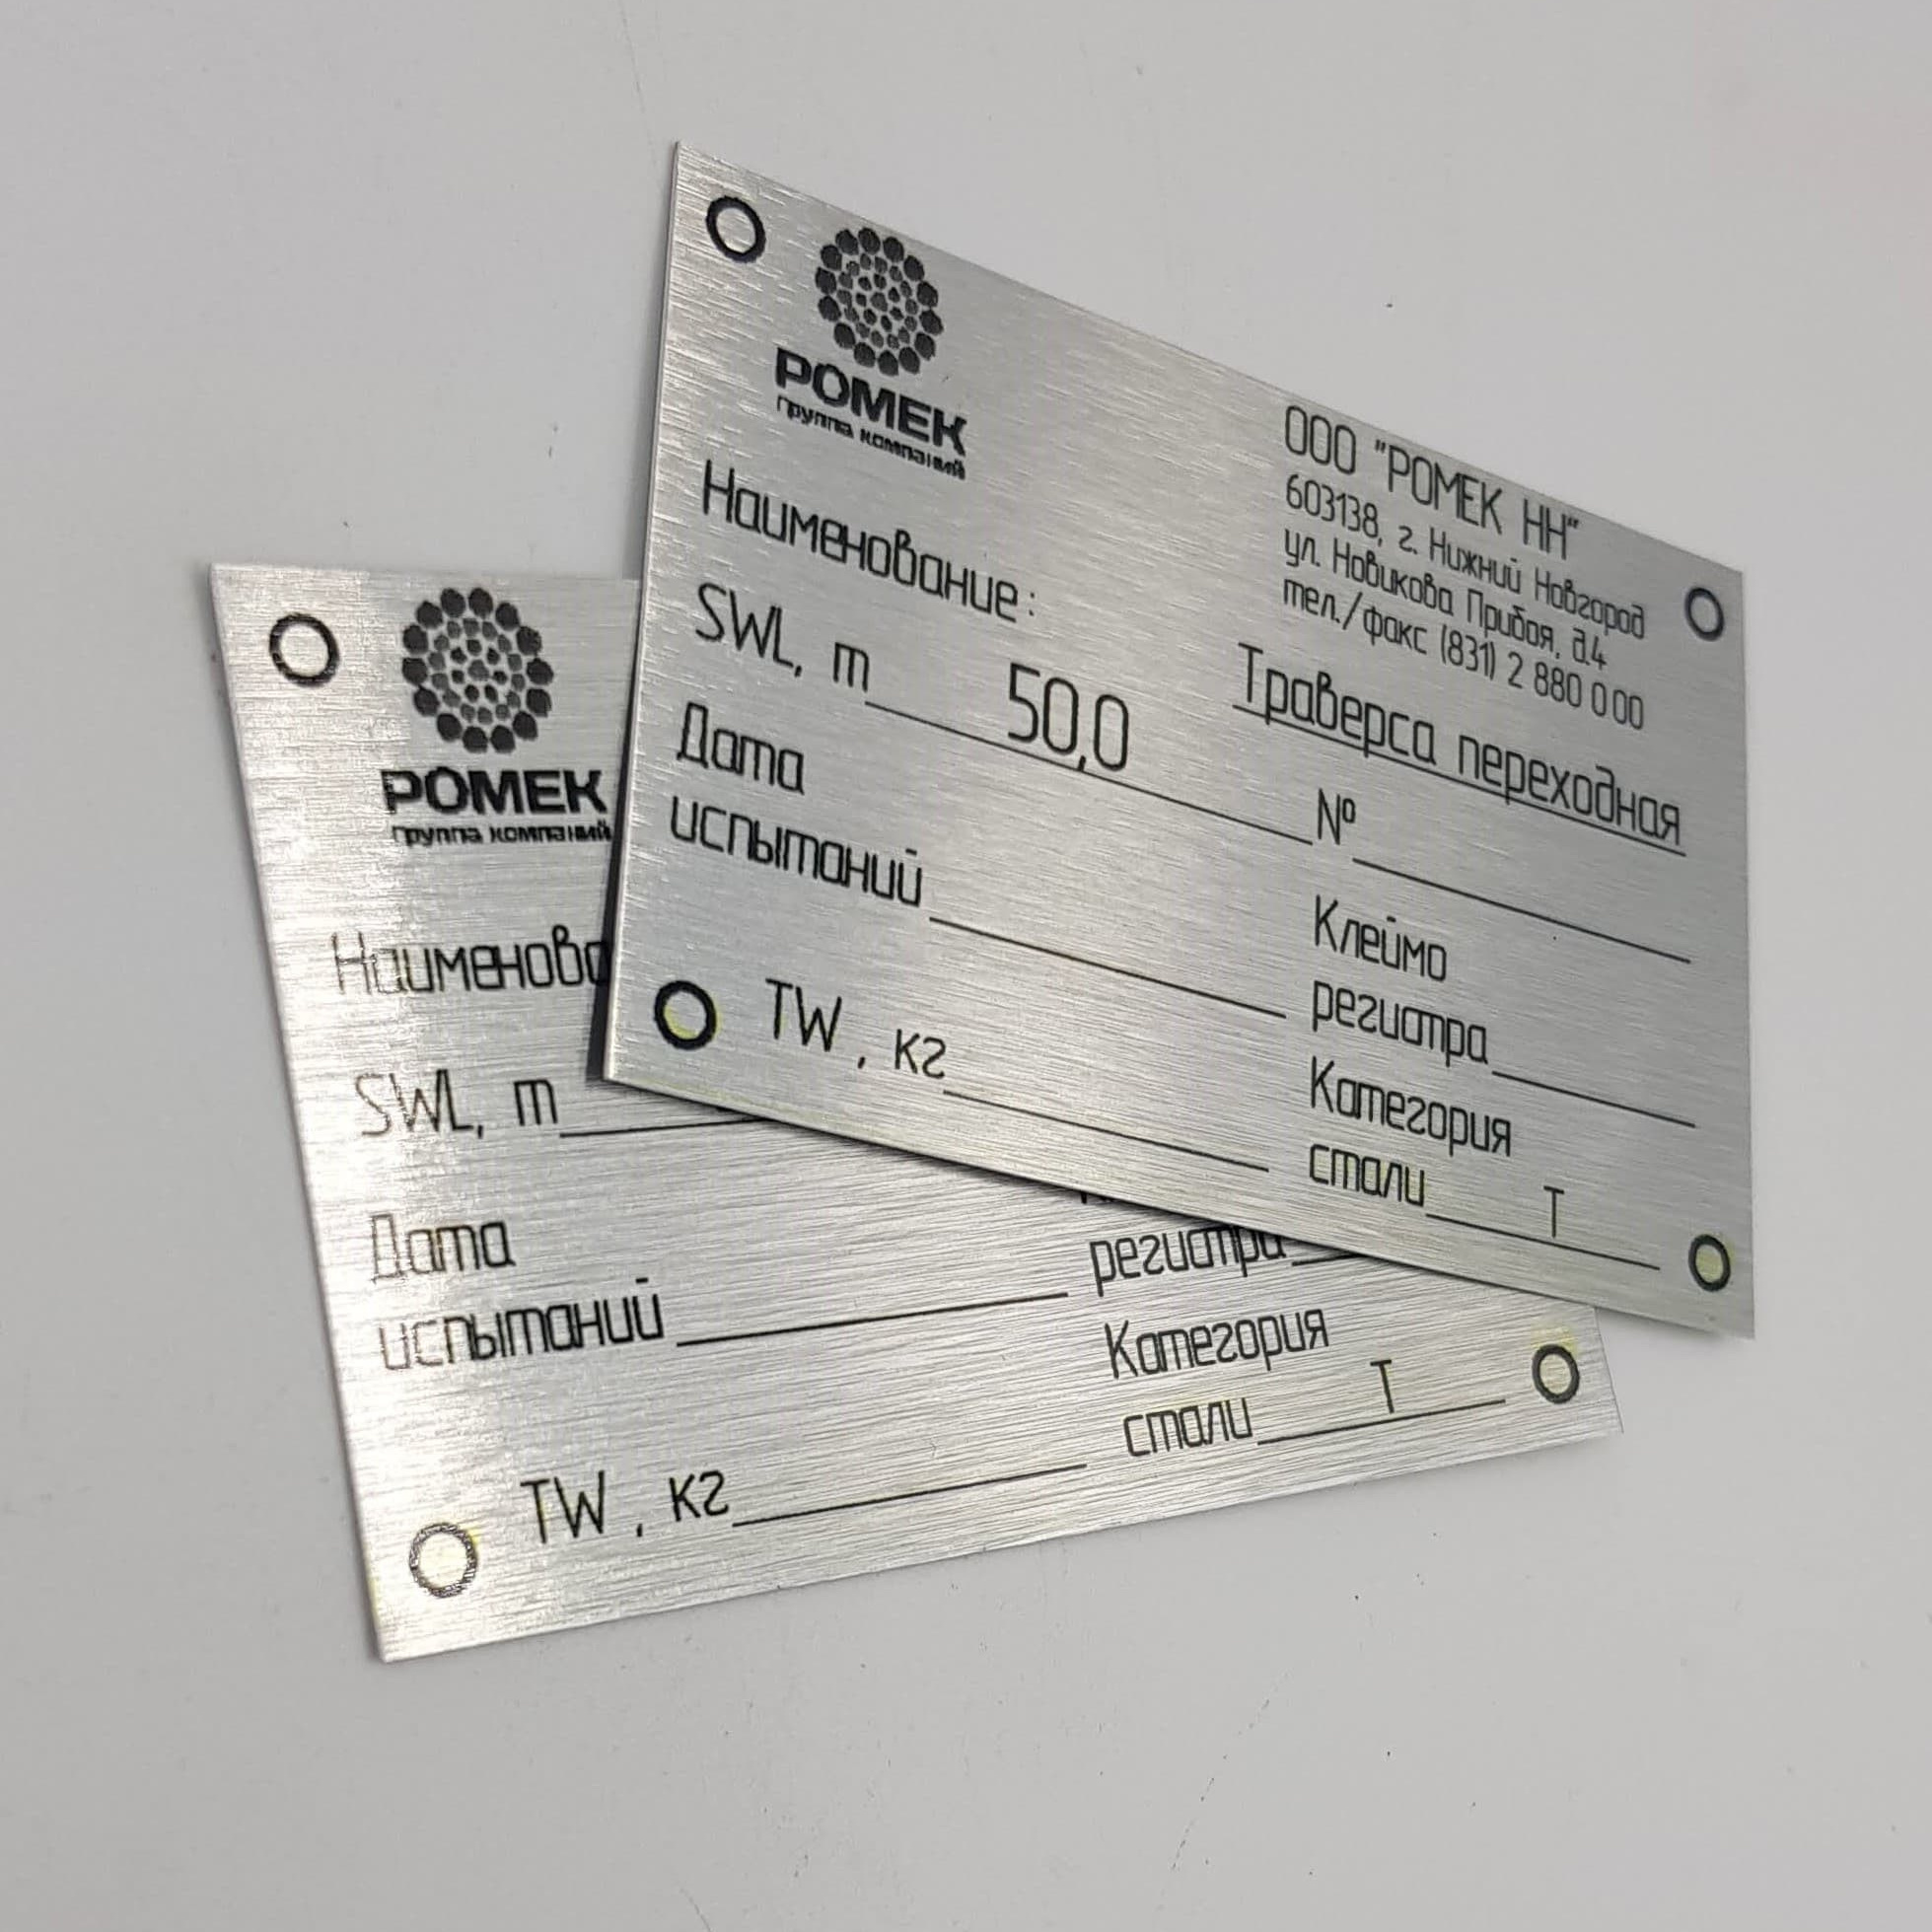 РОМЕК
Группа компаний
ООО "РОМЕК НН"
603138, г. Нижний Новгород
ул. Новикова Прибоя, д.4
тел./факс (831) 2 880 000
Наименование:
Траверса переходная
SWL, т 50,0 №
Дата
испытаний
Клеймо
регистра
TW , кг
Категория
стали Т
РОМЕК
Группа компаний
Наименова
SWL, т
Дата
испытаний
регистра
Категория
стали Т
TW , кг